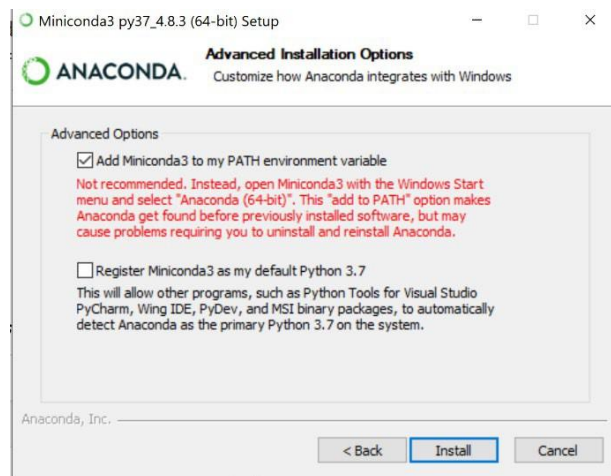 Miniconda3 py37_4.8.3 (64-bit) Setup
Advanced Installation Options
ANACONDA.
Customize how Anaconda integrates with Windows
Advanced Options
Add Miniconda3 to my PATH environment variable
Not recommended. Instead, open Miniconda3 with the Windows Start
menu and select "Anaconda (64-bit)". This "add to PATH" option makes
Anaconda get found before previously installed software, but may
cause problems requiring you to uninstall and reinstall Anaconda.
Register Miniconda3 as my default Python 3.7
This will allow other programs, such as Python Tools for Visual Studio
PyCharm, Wing IDE, PyDev, and MSI binary packages, to automatically
detect Anaconda as the primary Python 3.7 on the system.
Anaconda, Inc.
< Back Install Cancel